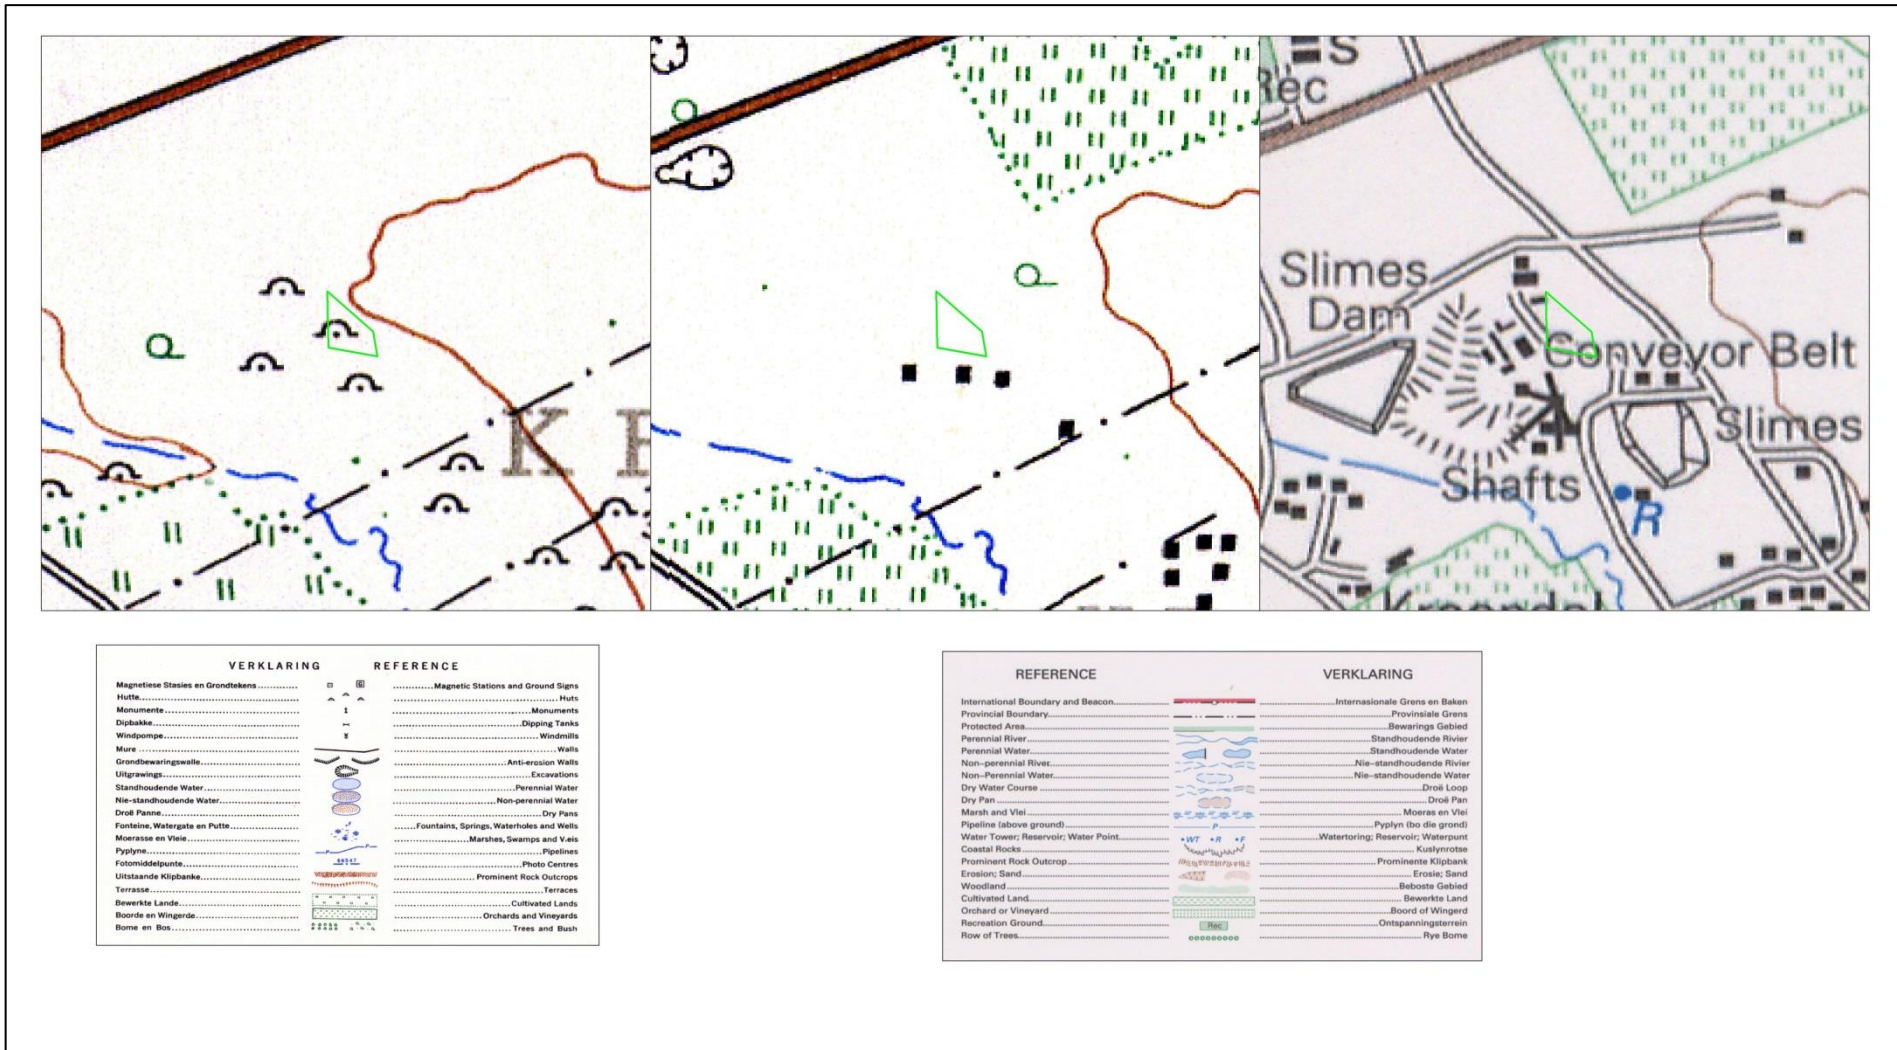 K
S
Rec
Slimes
Dam
Conveyor Belt
Slimes
Shafts
R
VERKLARING REFERENCE
Magnetiese Stasies en Grondtekens Magnetic Stations and Ground Signs
Hutte Huts
Monumente Monuments
Dipbakke Dipping Tanks
Windpompe Windmills
Mure Walls
Grondbewaringswalle Anti-erosion Walls
Uitgrawings Excavations
Standhoudende Water Perennial Water
Nie-standhoudende Water Non-perennial Water
Droë Panne Dry Pans
Fonteine, Watergate en Putte Fountains, Springs, Waterholes and Wells
Moerasse en Vleie Marshes, Swamps and Vleis
Pyplyne P P Pipelines
Fotomiddelpunte Photo Centres
Uitstaande Klipbanke Prominent Rock Outcrops
Terrasse Terraces
Bewerkte Lande Cultivated Lands
Boorde en Wingerde Orchards and Vineyards
Bome en Bos Trees and Bush
REFERENCE VERKLARING
International Boundary and Beacon Internasionale Grens en Baken
Provincial Boundary Provinsiale Grens
Protected Area Bewarings Gebied
Perennial River Standhoudende Rivier
Perennial Water Standhoudende Water
Non-perennial River Nie-standhoudende Rivier
Non-Perennial Water Nie-standhoudende Water
Dry Water Course Droë Loop
Dry Pan Droë Pan
Marsh and Vlei Moeras en Vlei
Pipeline (above ground) P Pyplyn (bo die grond)
Water Tower; Reservoir; Water Point WT R F Watertoring; Reservoir; Waterpunt
Coastal Rocks Kuslynrotse
Prominent Rock Outcrop Prominente Klipbank
Erosion; Sand Erosie; Sand
Woodland Beboste Gebied
Cultivated Land Bewerkte Land
Orchard or Vineyard Boord of Wingerd
Recreation Ground Rec Ontspanningsterrein
Row of Trees Rye Bome